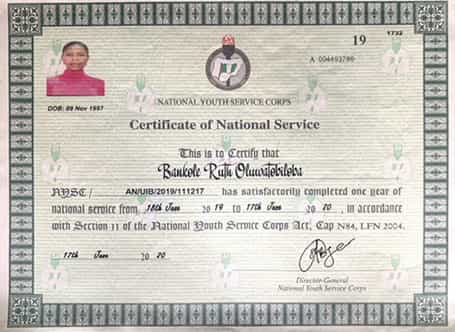 19
1732
A 004493786
DOB: 09 Nov 1997
NATIONAL YOUTH SERVICE CORPS
Certificate of National Service
This is to Certify that
Bankole Ruth Oluwatobiloba
NYSC / AN/UIB/2019/111217 has satisfactorily completed one year of
national service from 18th June 2019 to 17th June 2020, in accordance
with Section 11 of the National Youth Service Corps Act, Cap N84, LFN 2004.
17th June 2020
Director-General
National Youth Service Corps